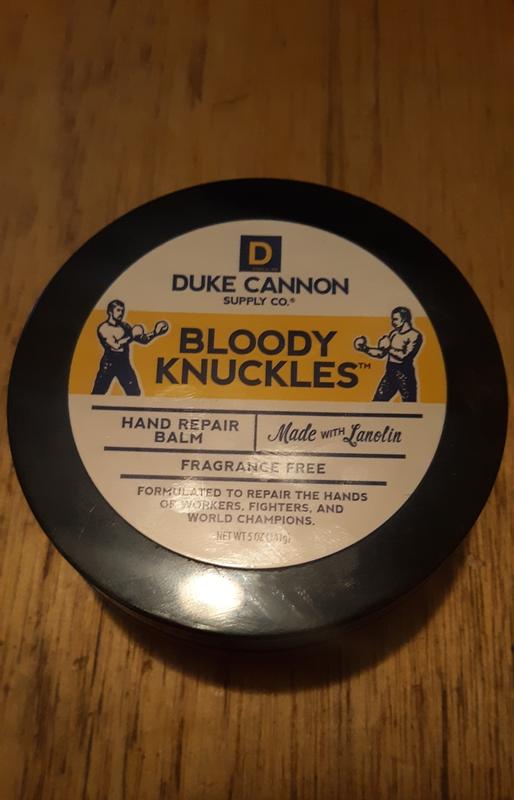 D
DUKE CANNON
SUPPLY CO.®
BLOODY
KNUCKLES™
HAND REPAIR
BALM
Made WITH Lanolin
FRAGRANCE FREE
FORMULATED TO REPAIR THE HANDS
OF WORKERS, FIGHTERS, AND
WORLD CHAMPIONS.
NET WT 5 OZ (141g)